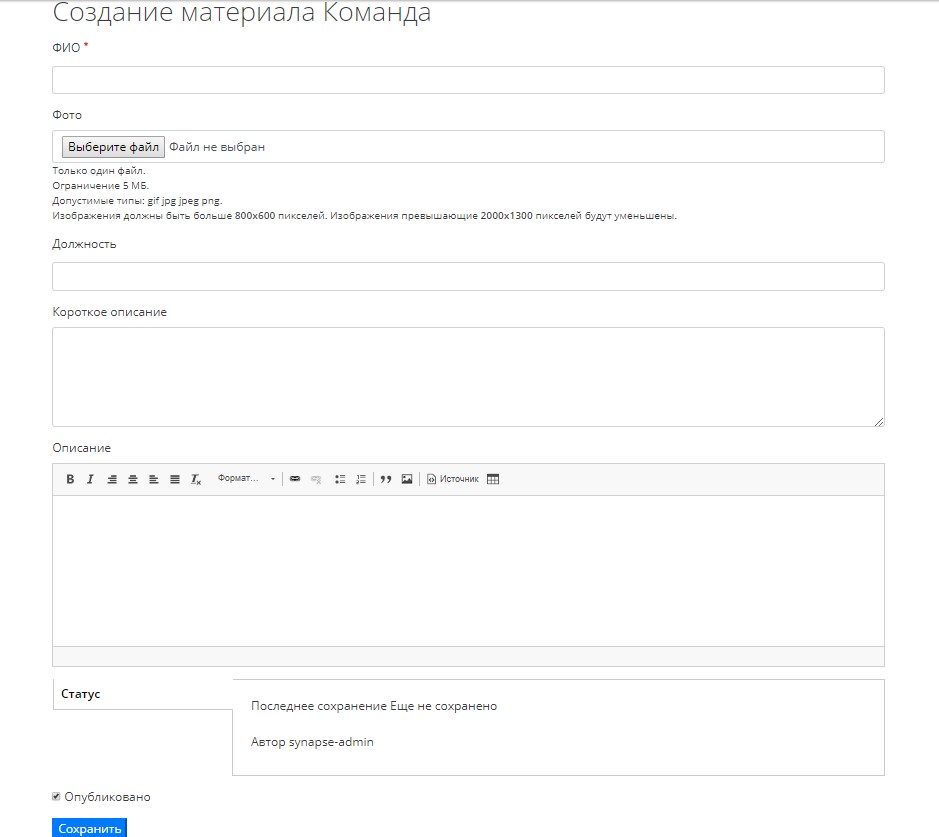 Создание материала Команда
ФИО *
Фото
Выберите файл Файл не выбран
Только один файл.
Ограничение 5 МБ.
Допустимые типы: gif jpg jpeg png.
Изображения должны быть больше 800x600 пикселей. Изображения превышающие 2000x1300 пикселей будут уменьшены.
Должность
Короткое описание
Описание
B I Tx Формат... Источник
Статус
Последнее сохранение Еще не сохранено
Автор synapse-admin
Опубликовано
Сохранить